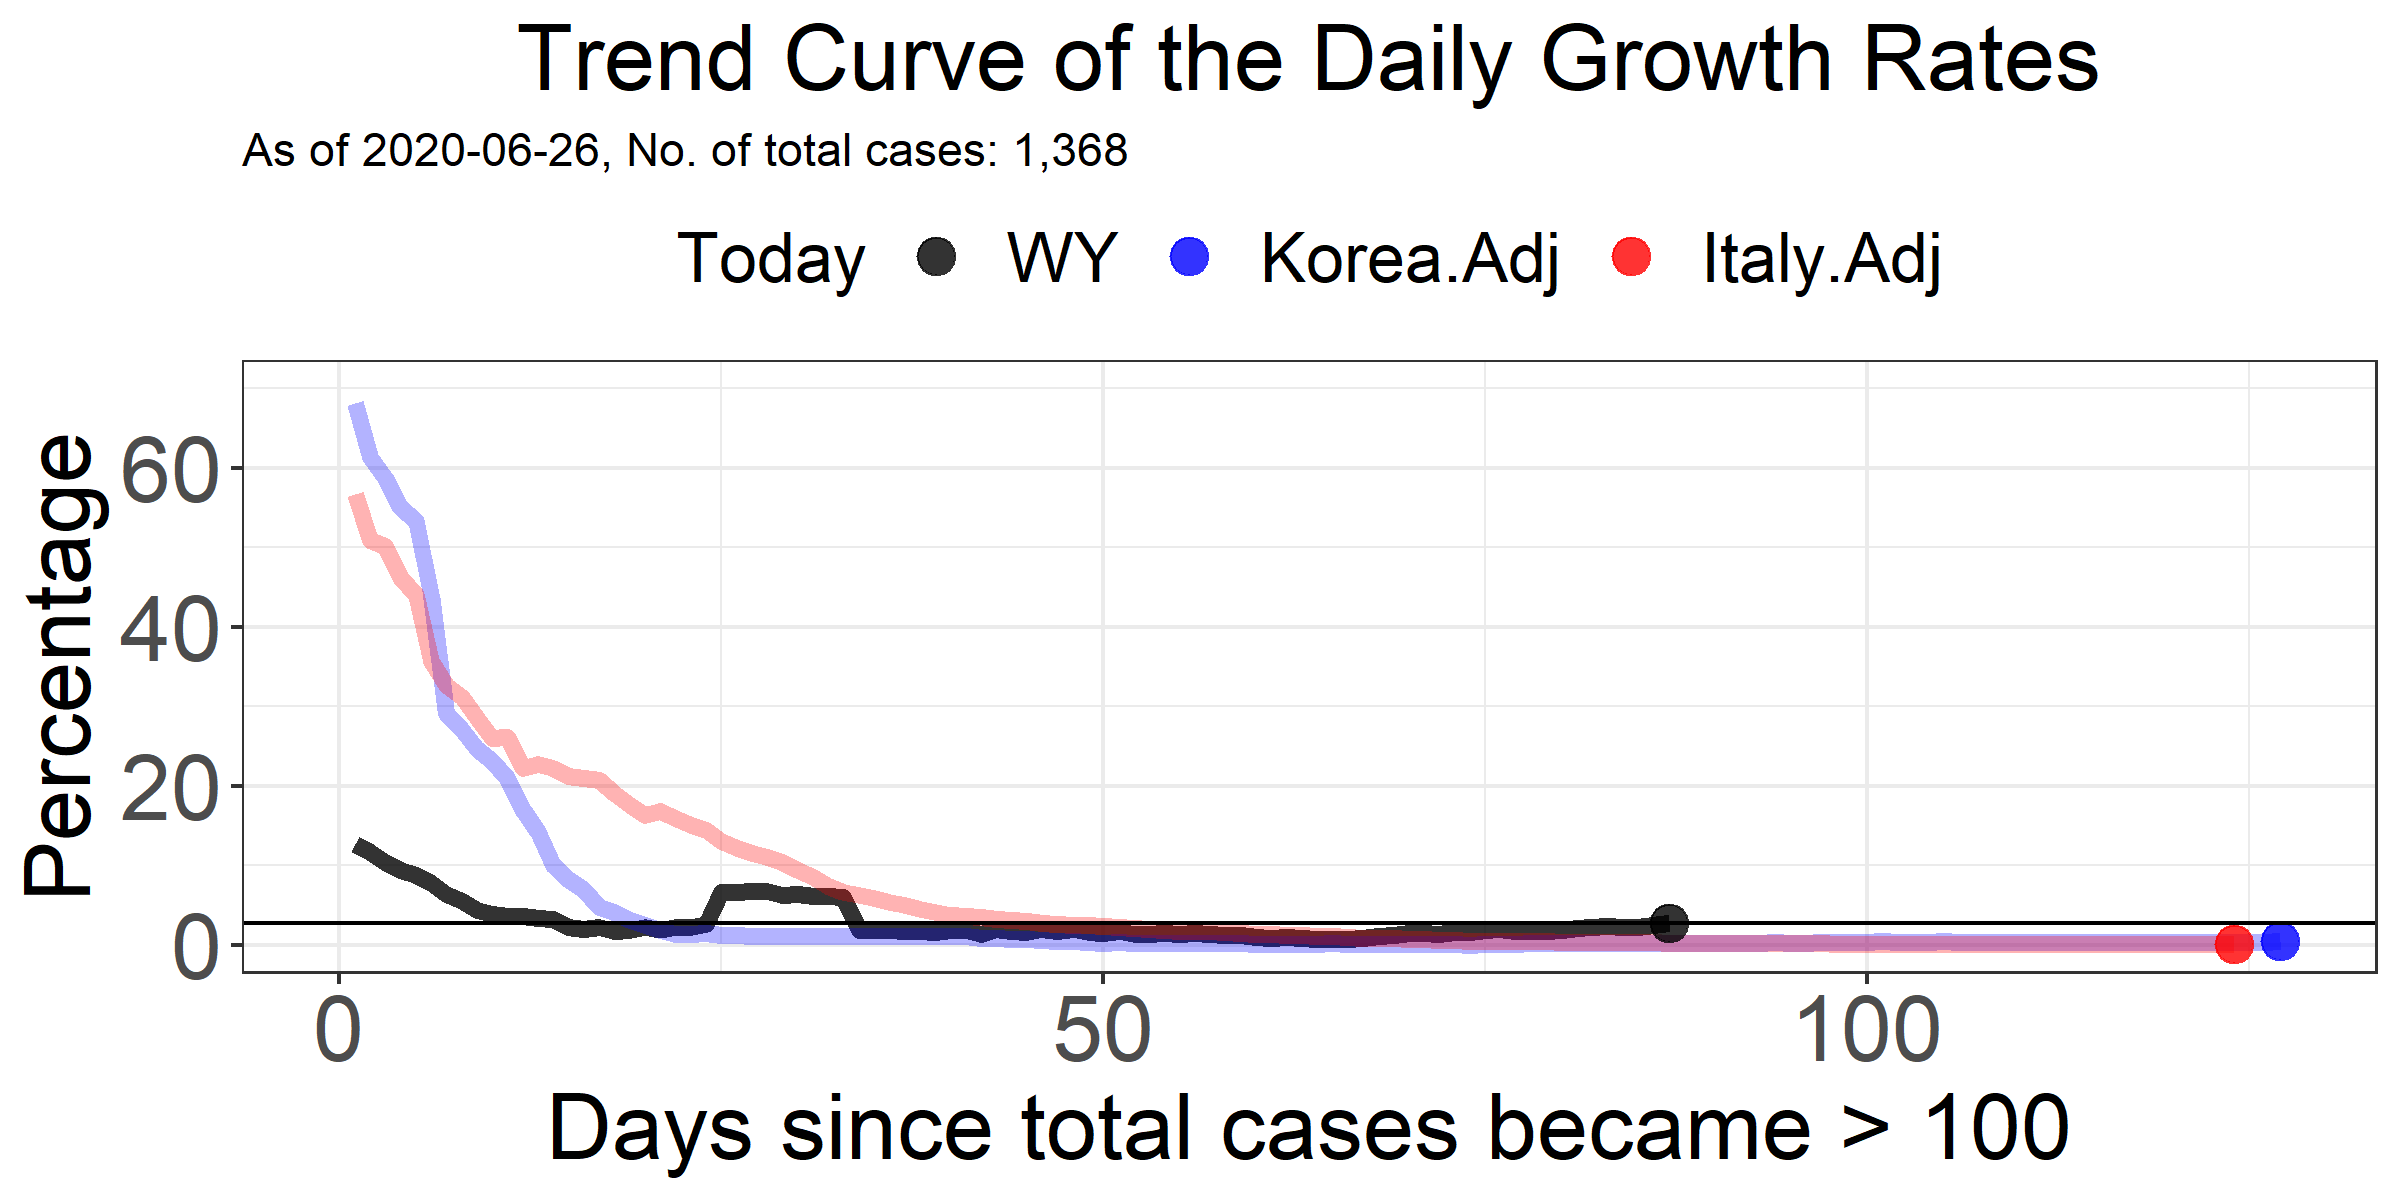 Trend Curve of the Daily Growth Rates
As of 2020-06-26, No. of total cases: 1,368
Today WY Korea.Adj Italy.Adj
Percentage
60
40
20
0
0 50 100
Days since total cases became > 100